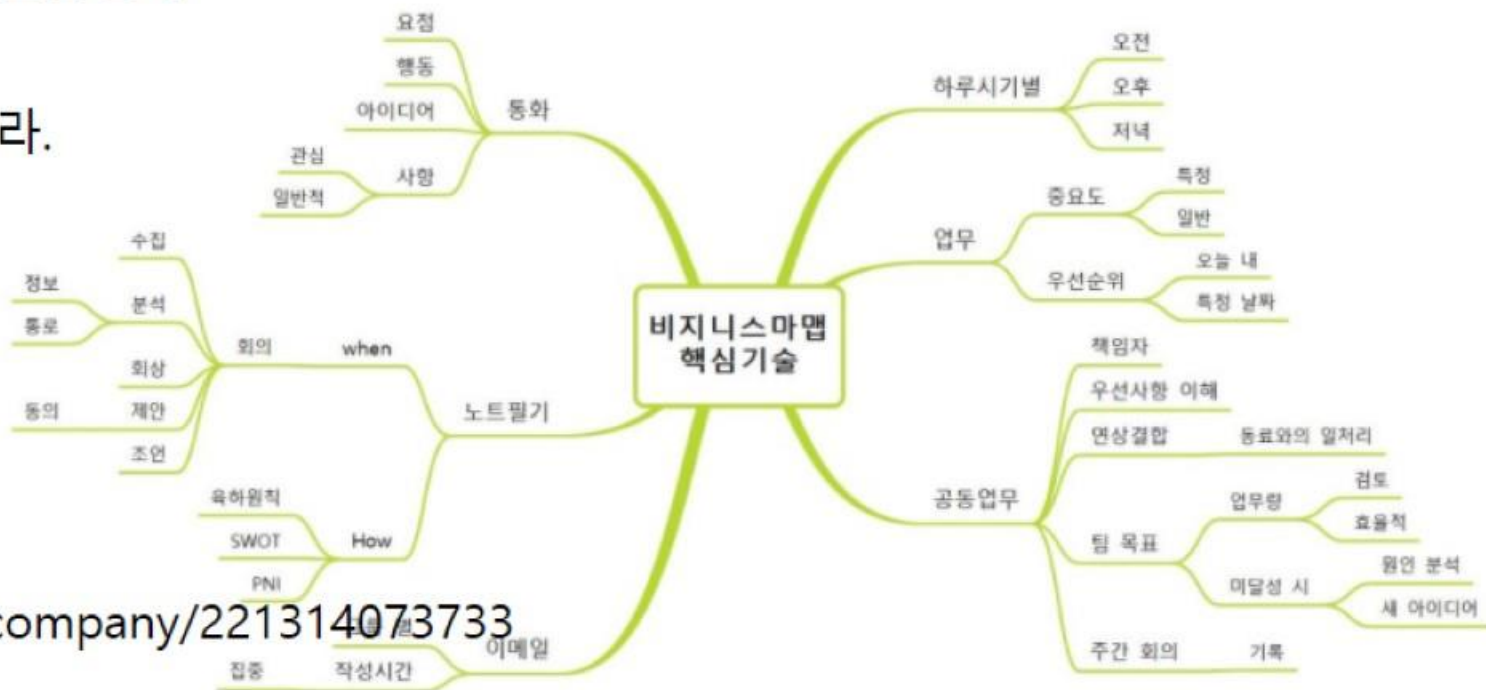 라.
요점
행동
아이디어
통화
관심
일반적
사항
하루시기별
오전
오후
저녁
업무
중요도
특정
일반
우선순위
오늘 내
특정 날짜
비지니스마맵
핵심기술
수집
정보
통로
분석
회의
when
회상
동의
제안
조언
노트필기
육하원칙
SWOT
How
PNI
책임자
우선사항 이해
연상결합
동료와의 일처리
공동업무
팀 목표
업무량
검토
효율적
미달성 시
원인 분석
새 아이디어
주간 회의
기록
company/221314073733
이메일
집중
작성시간